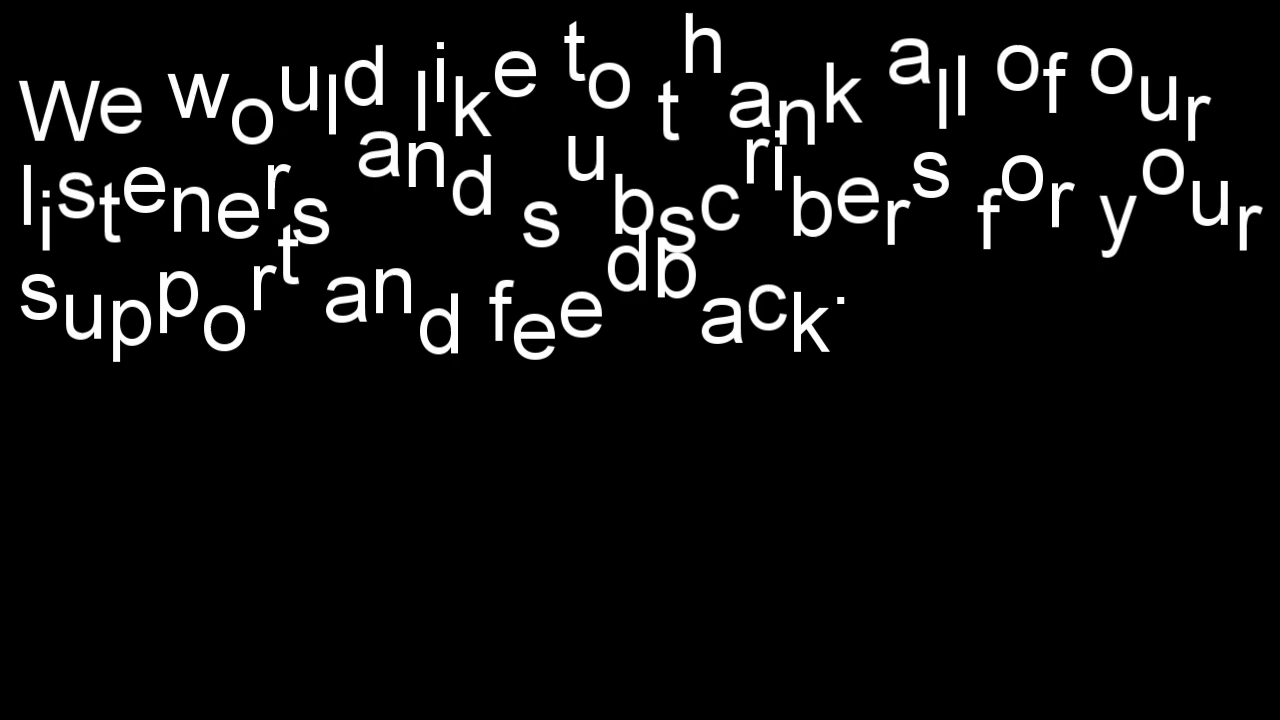 We would like to thank all of our
listeners and subscribers for your
support and feedback.